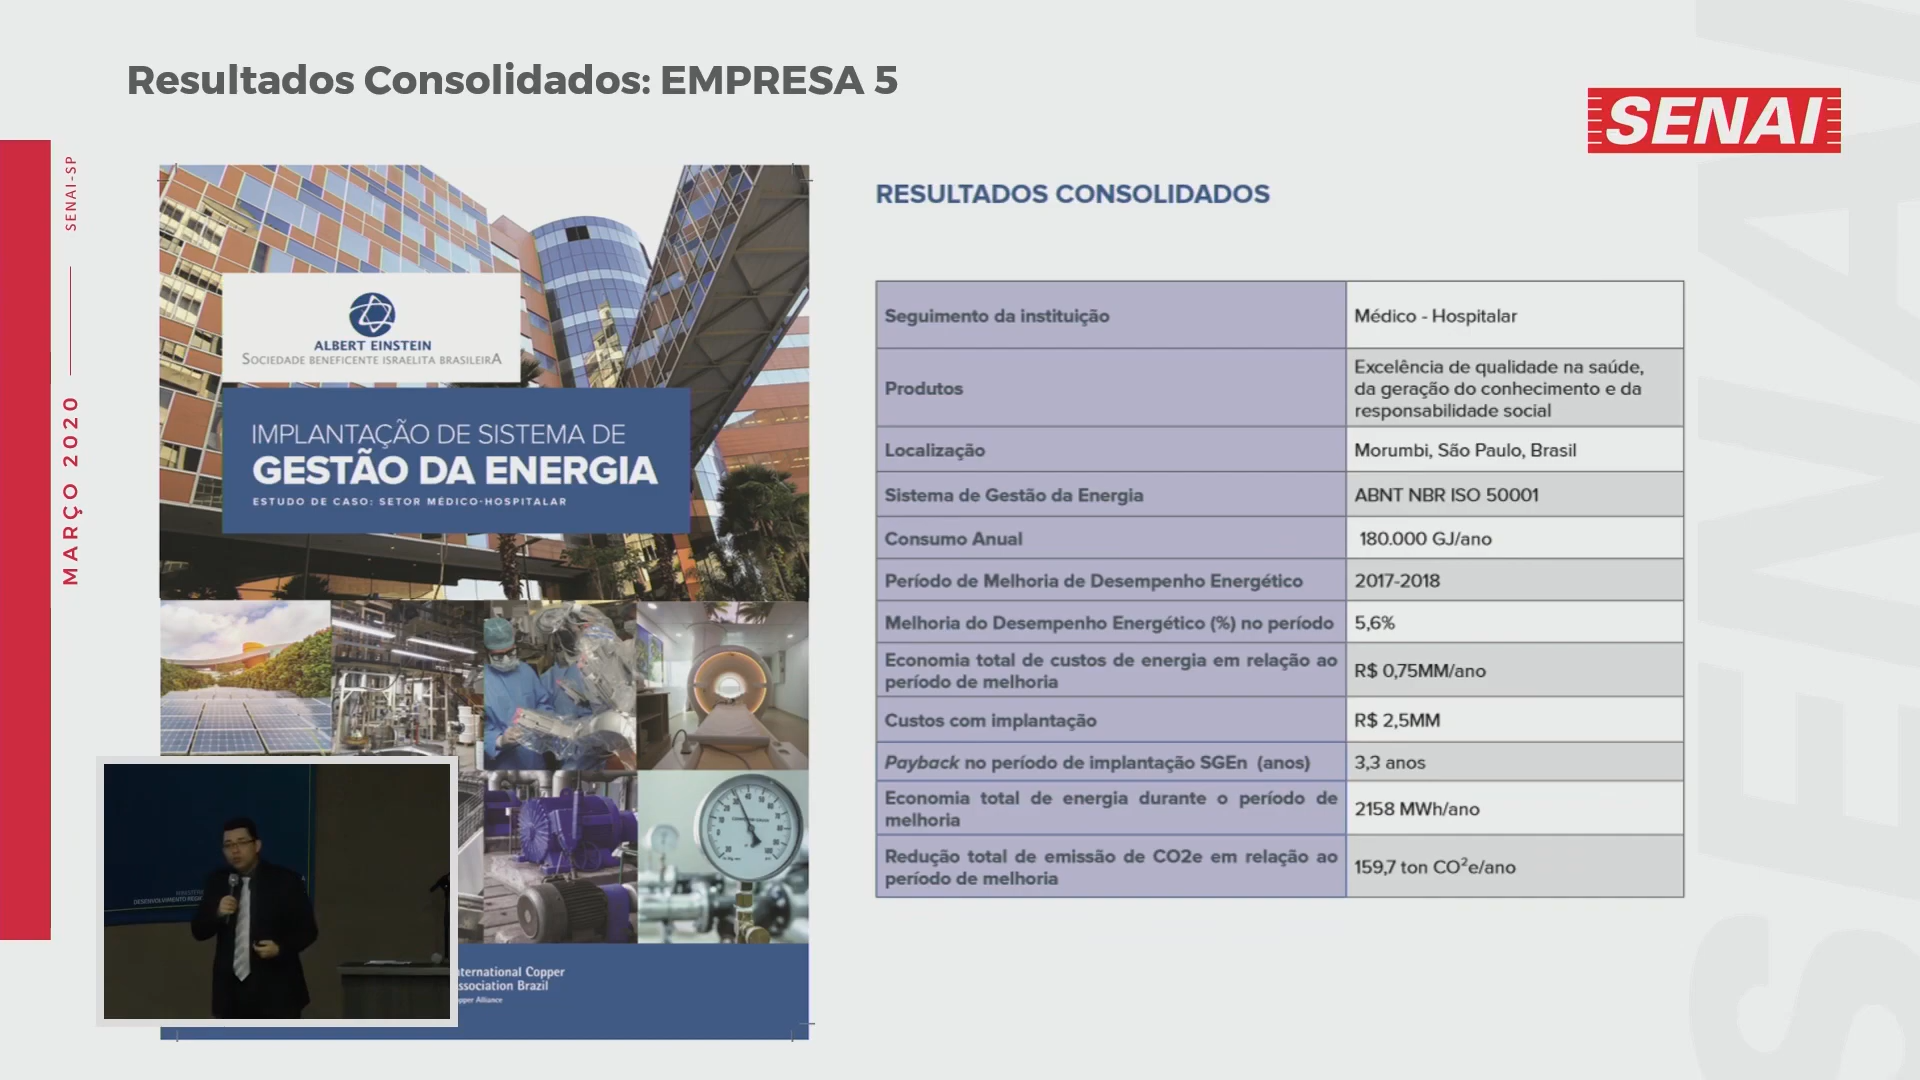 Resultados Consolidados: EMPRESA 5
SENAI
SENAI-SP
MARÇO 2020
ALBERT EINSTEIN
SOCIEDADE BENEFICENTE ISRAELITA BRASILEIRA
IMPLANTAÇÃO DE SISTEMA DE
GESTÃO DA ENERGIA
ESTUDO DE CASO: SETOR MÉDICO-HOSPITALAR
nternational Copper
ssociation Brazil
pper Alliance
RESULTADOS CONSOLIDADOS
Seguimento da instituição
Médico - Hospitalar
Produtos
Excelência de qualidade na saúde,
da geração do conhecimento e da
responsabilidade social
Localização
Morumbi, São Paulo, Brasil
Sistema de Gestão da Energia
ABNT NBR ISO 50001
Consumo Anual
180.000 GJ/ano
Período de Melhoria de Desempenho Energético
2017-2018
Melhoria do Desempenho Energético (%) no período
5,6%
Economia total de custos de energia em relação ao
período de melhoria
R$ 0,75MM/ano
Custos com implantação
R$ 2,5MM
Payback no período de implantação SGEn (anos)
3,3 anos
Economia total de energia durante o período de
melhoria
2158 MWh/ano
Redução total de emissão de CO2e em relação ao
período de melhoria
159,7 ton CO²e/ano
SENAI